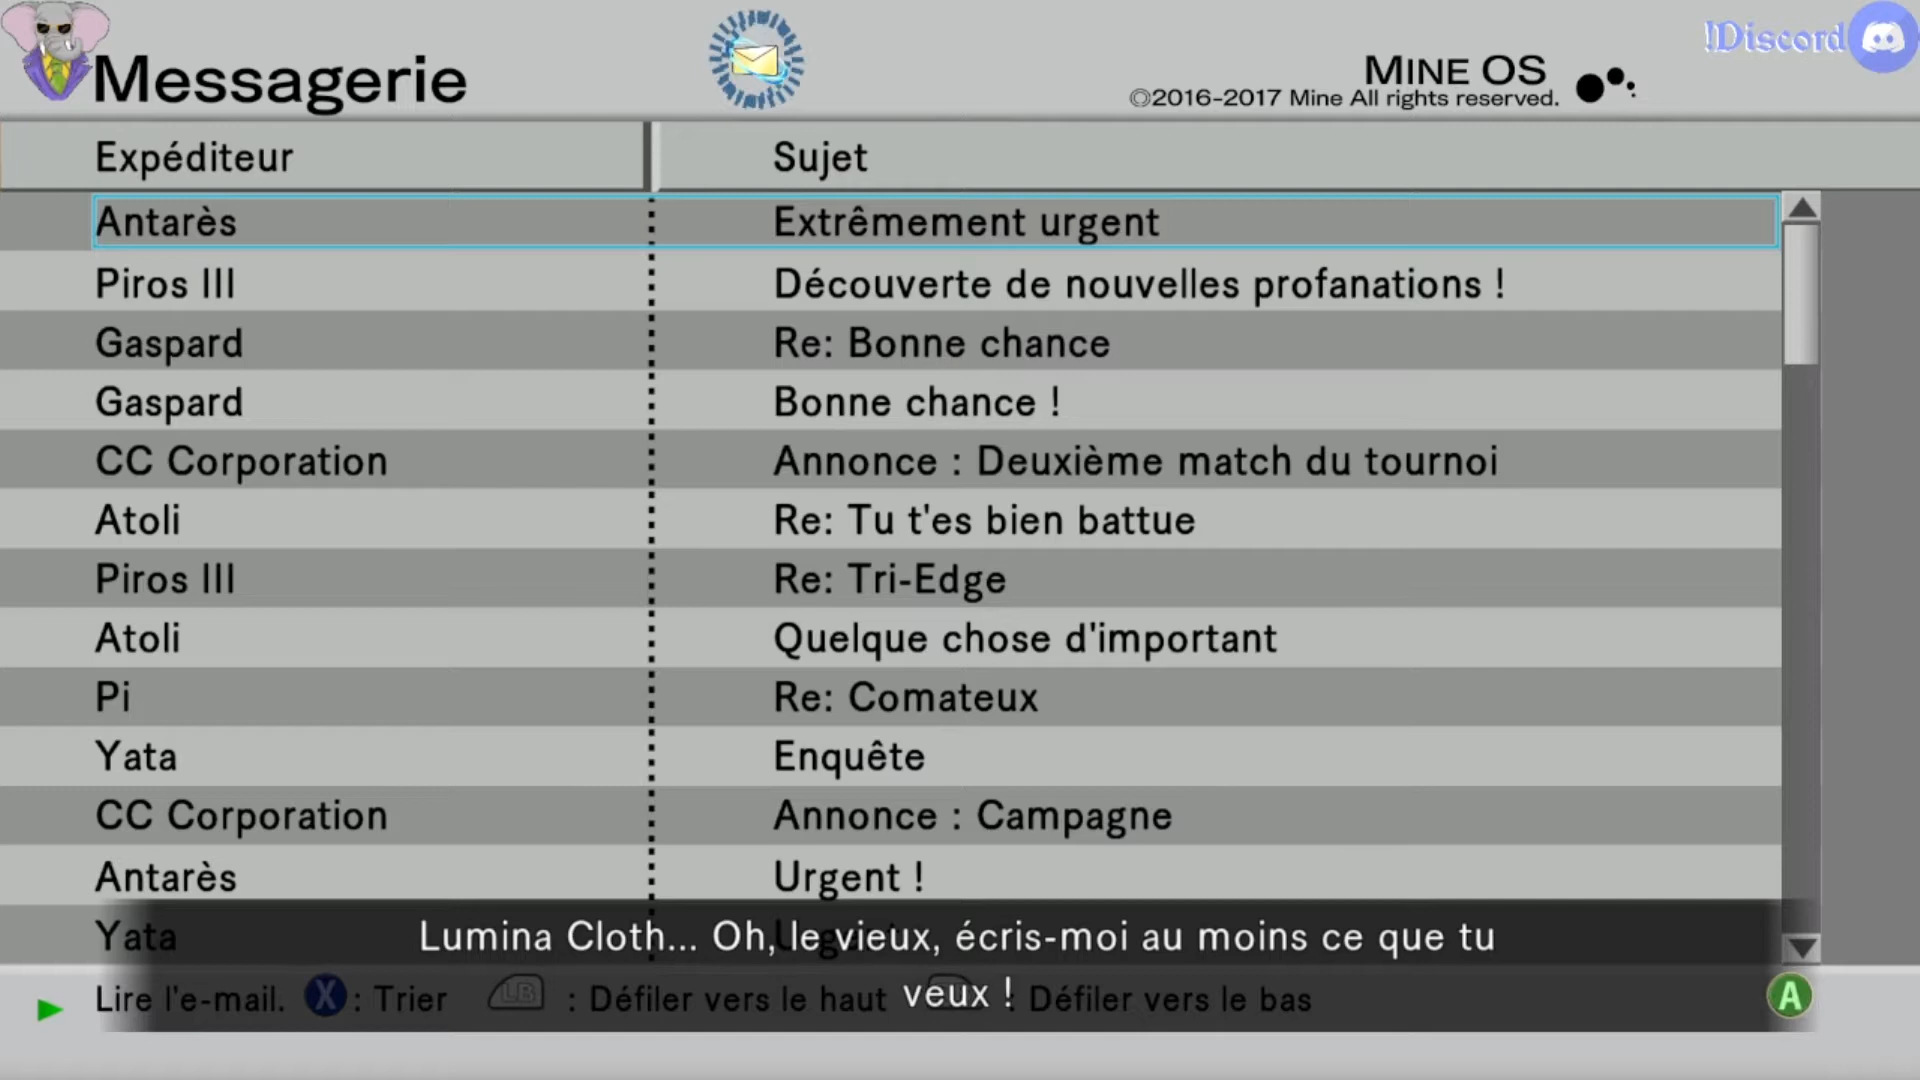 !Discord
Messagerie
MINE OS
©2016-2017 Mine All rights reserved.
Expéditeur Sujet
Antarès Extrêmement urgent
Piros III Découverte de nouvelles profanations !
Gaspard Re: Bonne chance
Gaspard Bonne chance !
CC Corporation Annonce : Deuxième match du tournoi
Atoli Re: Tu t'es bien battue
Piros III Re: Tri-Edge
Atoli Quelque chose d'important
Pi Re: Comateux
Yata Enquête
CC Corporation Annonce : Campagne
Antarès Urgent !
Yata
Lumina Cloth... Oh, le vieux, écris-moi au moins ce que tu
veux !
Lire l'e-mail. X : Trier LB : Défiler vers le haut : Défiler vers le bas A